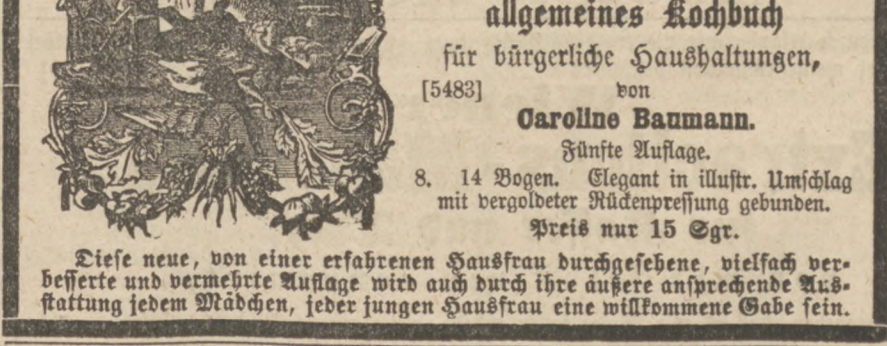 allgemeines Kochbuch
für bürgerliche Haushaltungen,
[5483] von
Caroline Baumann.
Fünfte Auflage.
8. 14 Bogen. Elegant in illustr. Umschlag
mit vergoldeter Rückenpressung gebunden.
Preis nur 15 Sgr.
Diese neue, von einer erfahrenen Hausfrau durchgesehene, vielfach ver-
besserte und vermehrte Auflage wird auch durch ihre äußere ansprechende Aus-
stattung jedem Mädchen, jeder jungen Hausfrau eine willkommene Gabe sein.